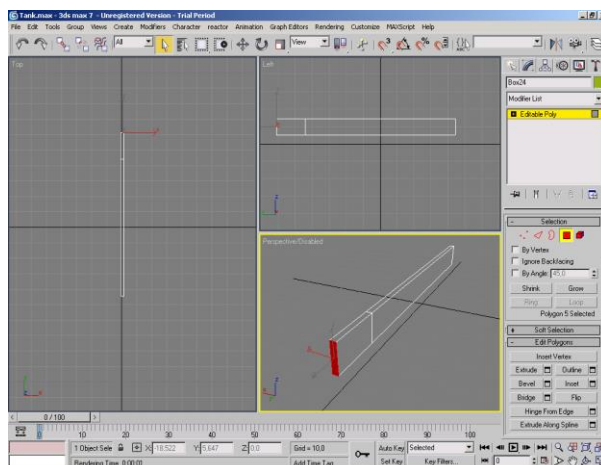 Tank.max - 3ds max 7 - Unregistered Version - Trial Period
File Edit Tools Group Views Create Modifiers Character reactor Animation Graph Editors Rendering Customize MAXScript Help
All
View
Top
Left
Perspective/Disabled
Box24
Modifier List
Editable Poly
Selection
By Vertex
Ignore Backfacing
By Angle: 45,0
Shrink Grow
Ring Loop
Polygon 5 Selected
Soft Selection
Edit Polygons
Insert Vertex
Extrude Outline
Bevel Inset
Bridge Flip
Hinge From Edge
Extrude Along Spline
0 / 100
0 10 20 30 40 50 60 70 80 90 100
1 Object Sele X: -18,522 Y: 5,647 Z: 0,0 Grid = 10,0 Auto Key Selected
Rendering Time 0:00:01 Add Time Tag Set Key Key Filters... 0